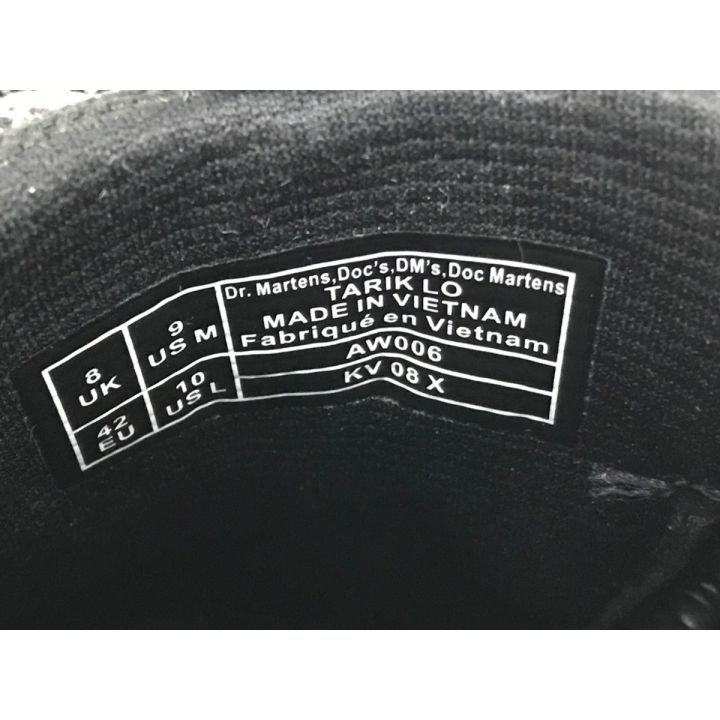 8
UK
42
EU
9
US M
10
US L
Dr. Martens,Doc's,DM's,Doc Martens
TARIK LO
MADE IN VIETNAM
Fabriqué en Vietnam
AW006
KV 08 X